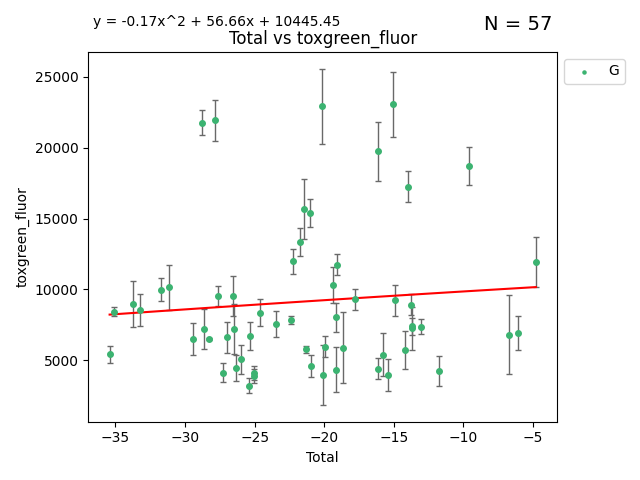 y = -0.17x^2 + 56.66x + 10445.45
N = 57
Total vs toxgreen_fluor
G
toxgreen_fluor
25000
20000
15000
10000
5000
−35
−30
−25
−20
−15
−10
−5
Total